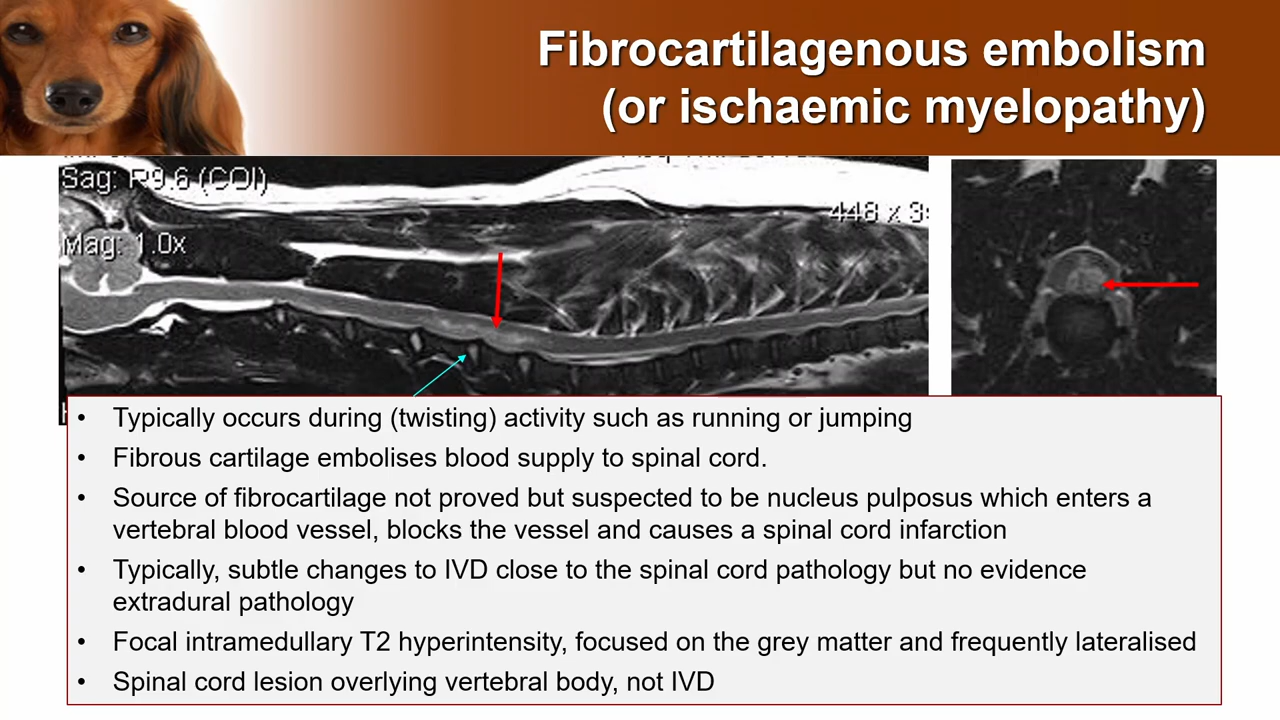 Fibrocartilagenous embolism
(or ischaemic myelopathy)
Sag: R9.6 (COI)
448 x
Mag: 1.0x
• Typically occurs during (twisting) activity such as running or jumping
• Fibrous cartilage embolises blood supply to spinal cord.
• Source of fibrocartilage not proved but suspected to be nucleus pulposus which enters a
vertebral blood vessel, blocks the vessel and causes a spinal cord infarction
• Typically, subtle changes to IVD close to the spinal cord pathology but no evidence
extradural pathology
• Focal intramedullary T2 hyperintensity, focused on the grey matter and frequently lateralised
• Spinal cord lesion overlying vertebral body, not IVD